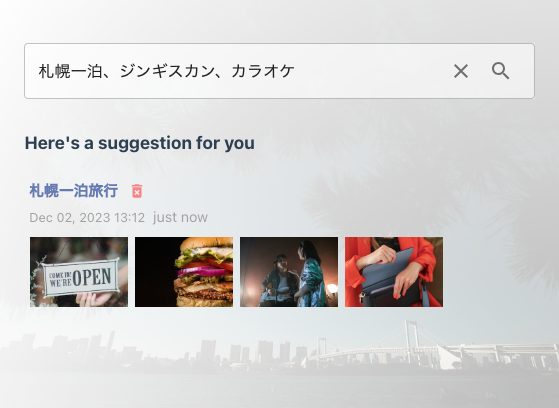 札幌一泊、ジンギスカン、カラオケ
Here's a suggestion for you
札幌一泊旅行
Dec 02, 2023 13:12 just now
COME IN
WE'RE OPEN